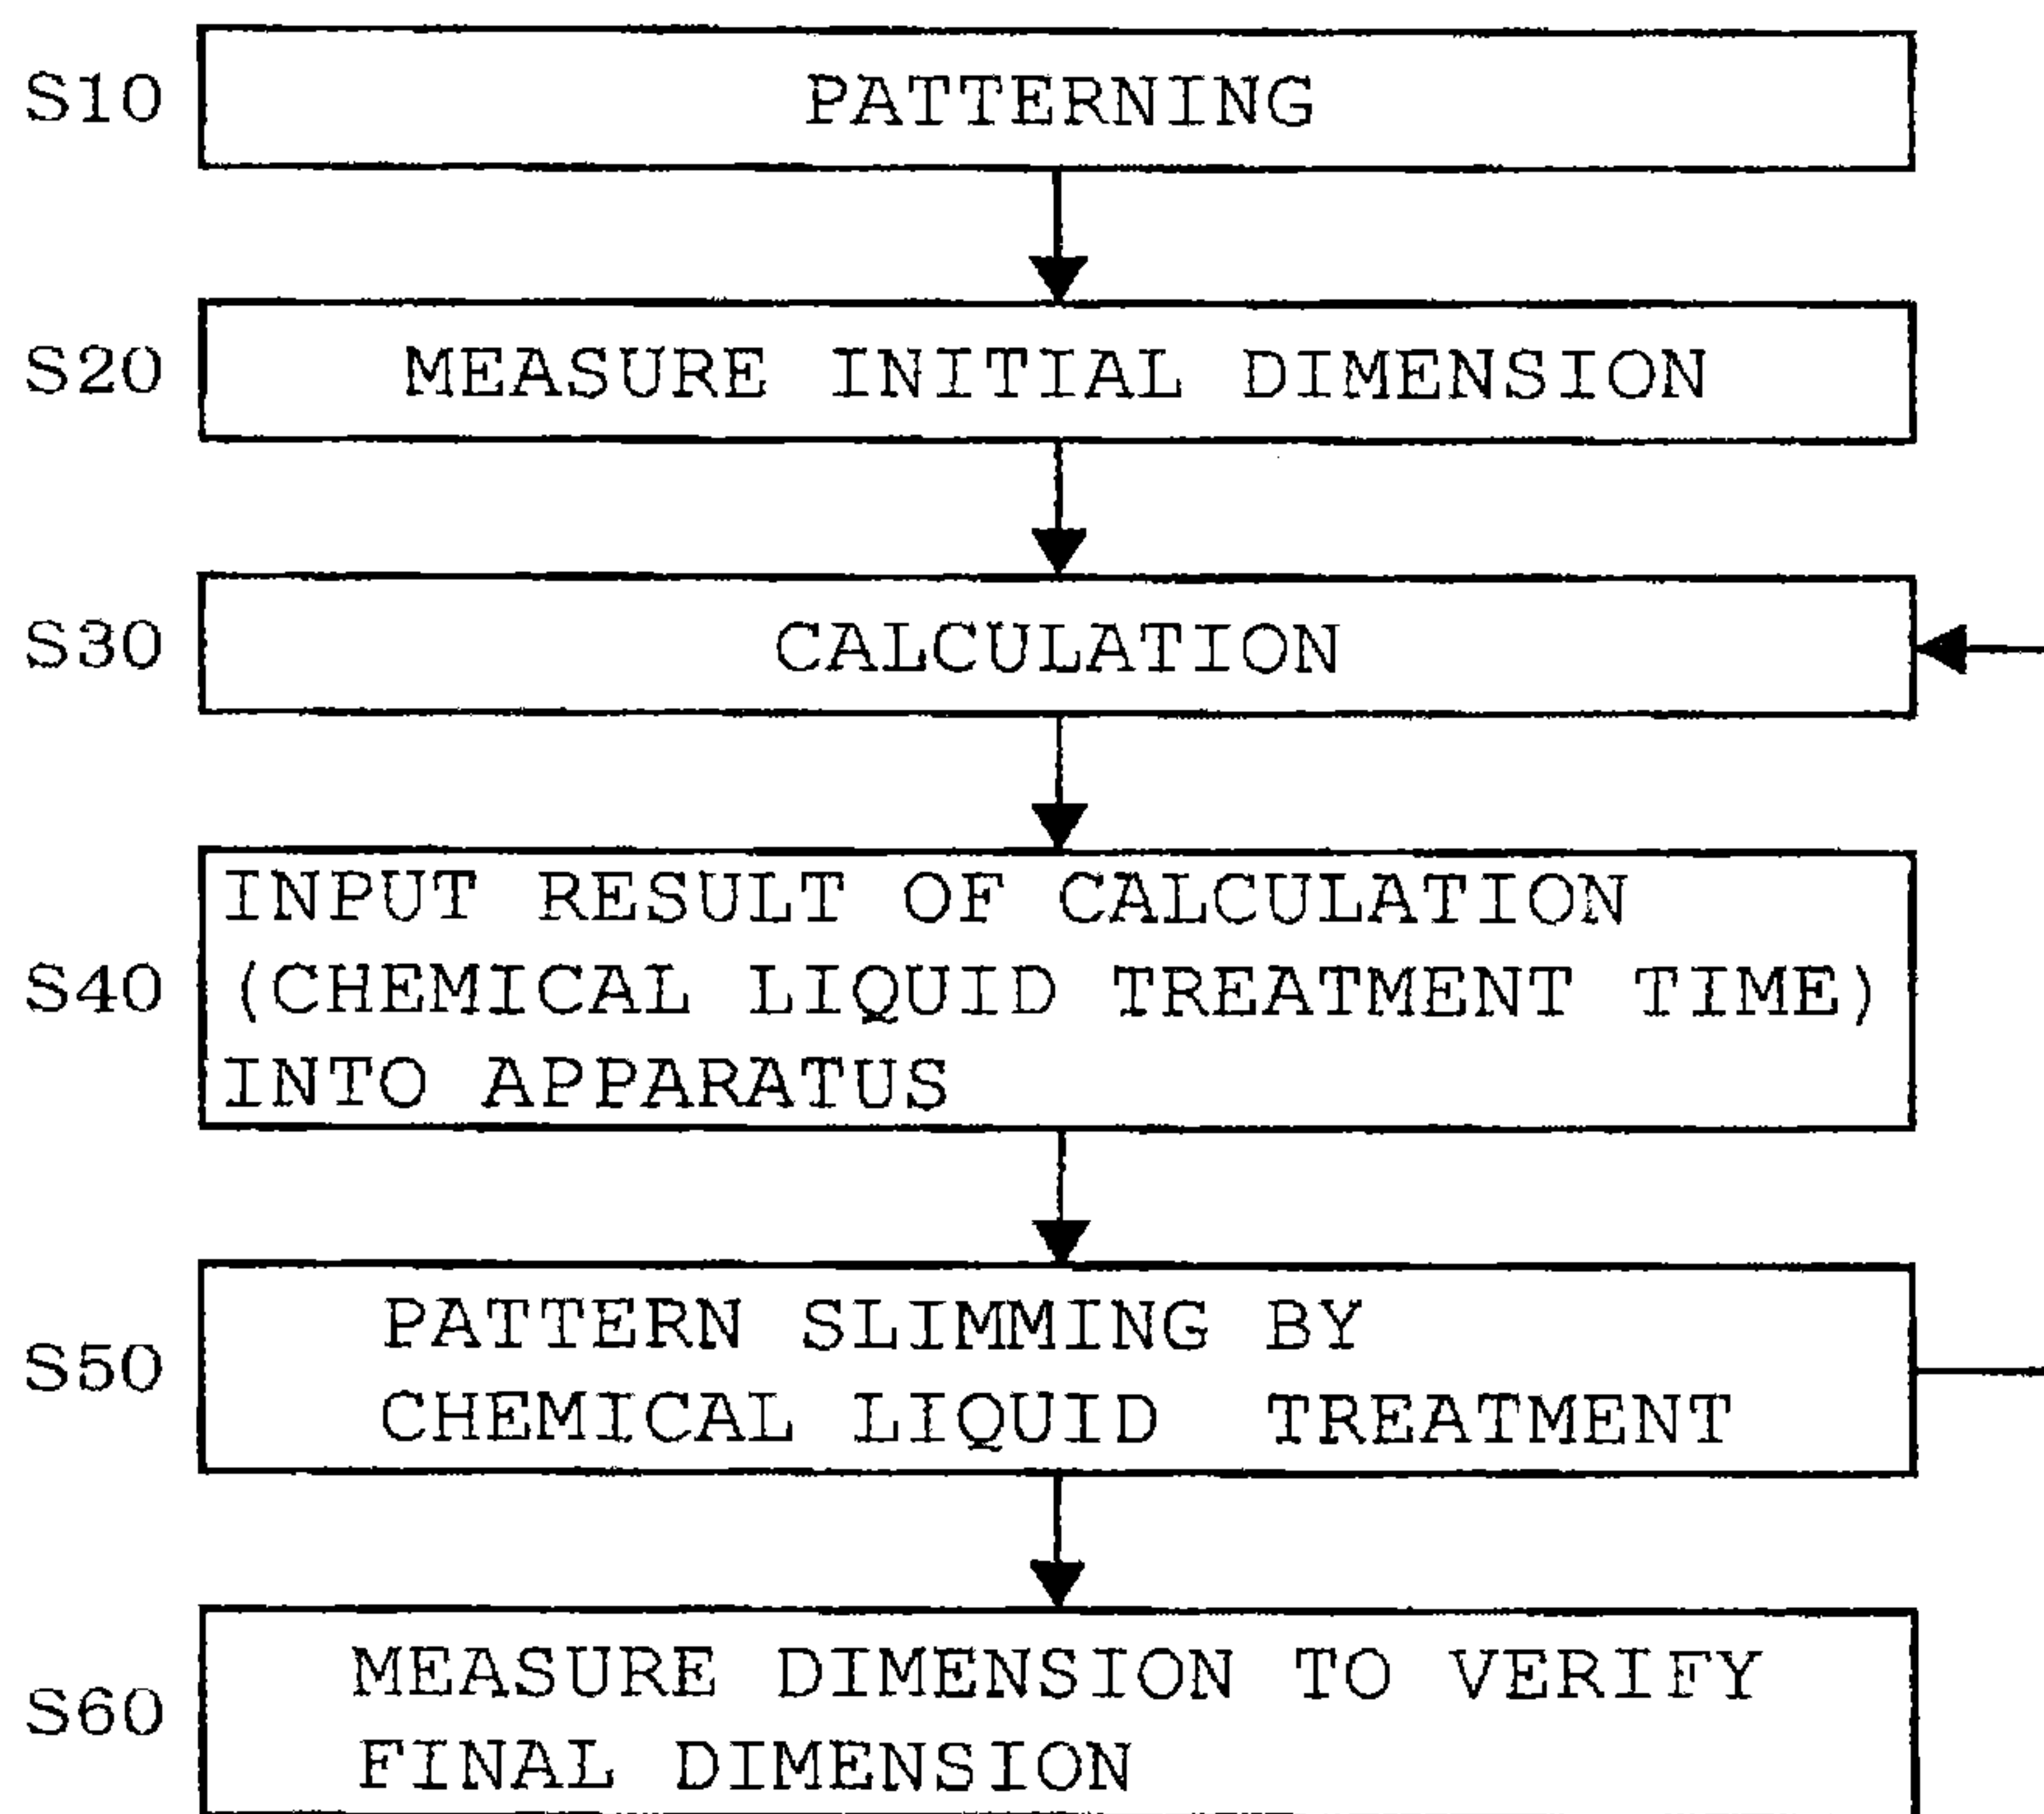 S10 PATTERNING
S20 MEASURE INITIAL DIMENSION
S30 CALCULATION
INPUT RESULT OF CALCULATION
S40 (CHEMICAL LIQUID TREATMENT TIME)
INTO APPARATUS
PATTERN SLIMMING BY
S50
CHEMICAL LIQUID TREATMENT
MEASURE DIMENSION TO VERIFY
S60
FINAL DIMENSION